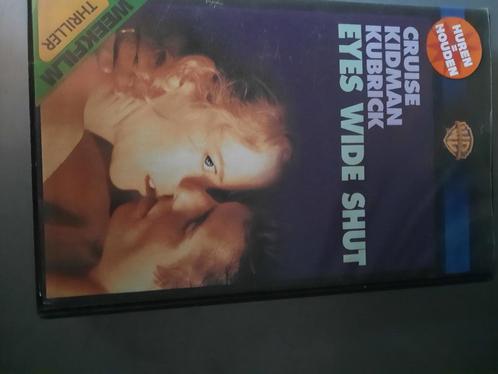 WEEKFILM
THRILLER
HUREN
=
HOUDEN
CRUISE
KIDMAN
KUBRICK
EYES WIDE SHUT